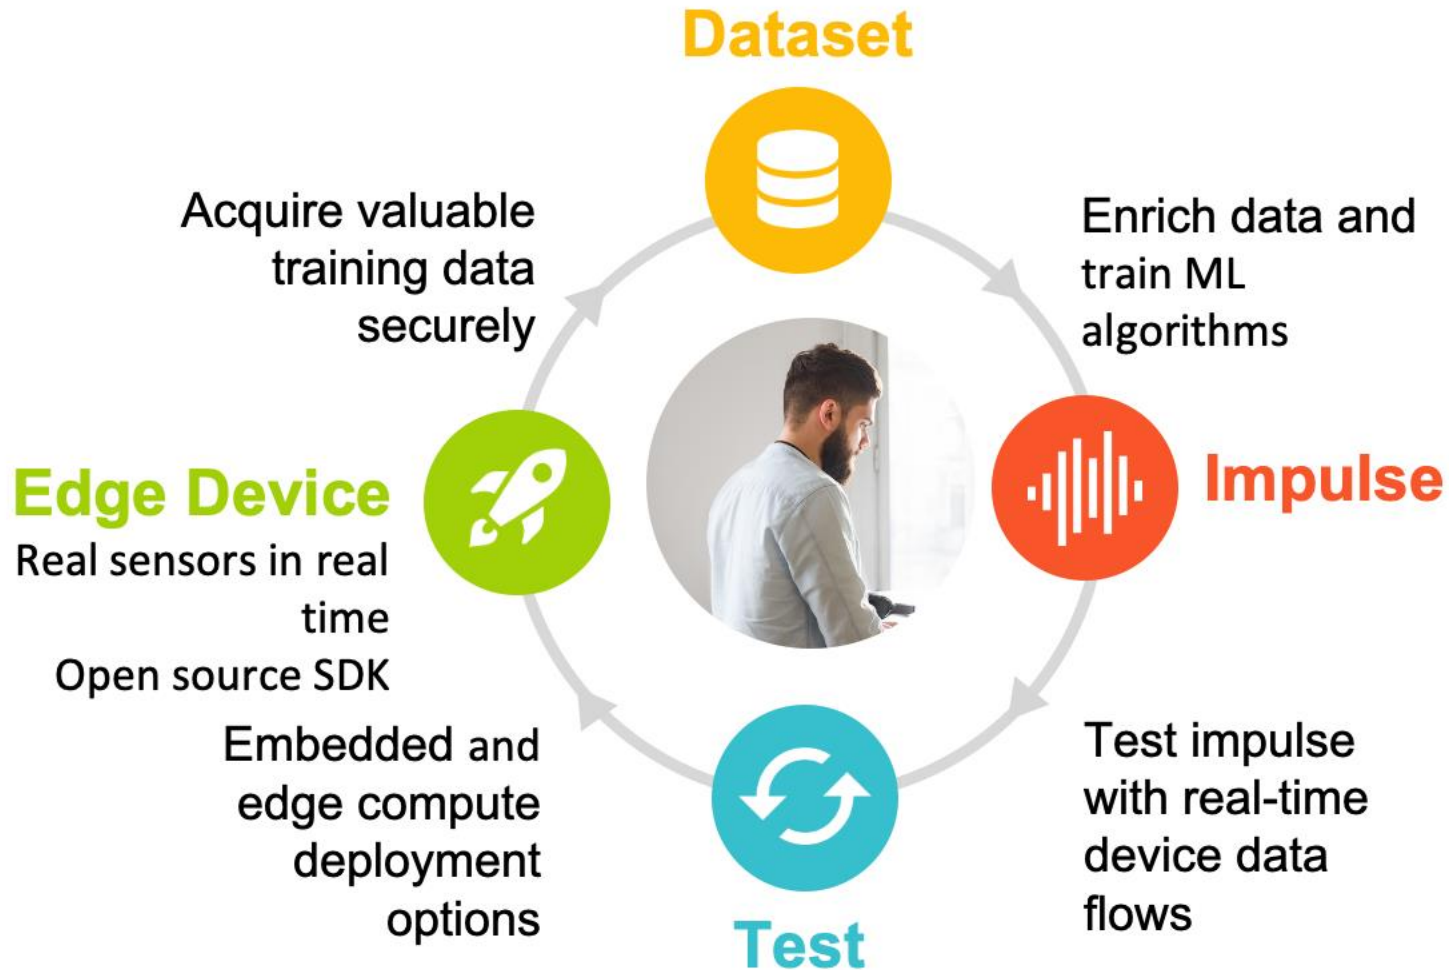 Dataset
Acquire valuable
training data
securely
Enrich data and
train ML
algorithms
Edge Device
Real sensors in real
time
Open source SDK
Impulse
Embedded and
edge compute
deployment
options
Test impulse
with real-time
device data
flows
Test